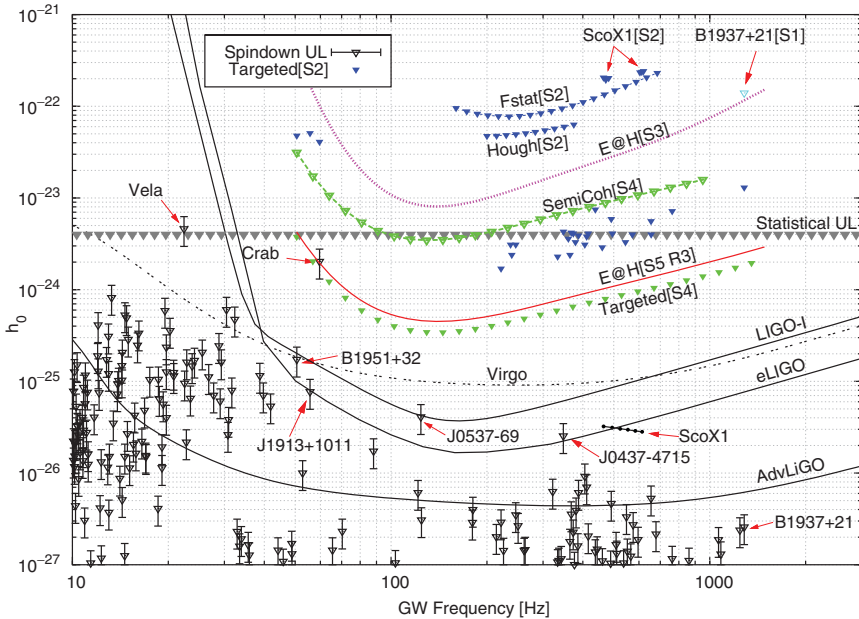 10^-21
10^-22
10^-23
10^-24
10^-25
10^-26
10^-27
h_0
10
100
1000
GW Frequency [Hz]
Spindown UL
Targeted[S2]
ScoX1[S2]
B1937+21[S1]
Fstat[S2]
Hough[S2]
E@H[S3]
Vela
SemiCoh[S4]
Statistical UL
Crab
E@H[S5 R3]
Targeted[S4]
LIGO-I
B1951+32
Virgo
eLIGO
J1913+1011
J0537-69
ScoX1
J0437-4715
AdvLiGO
B1937+21